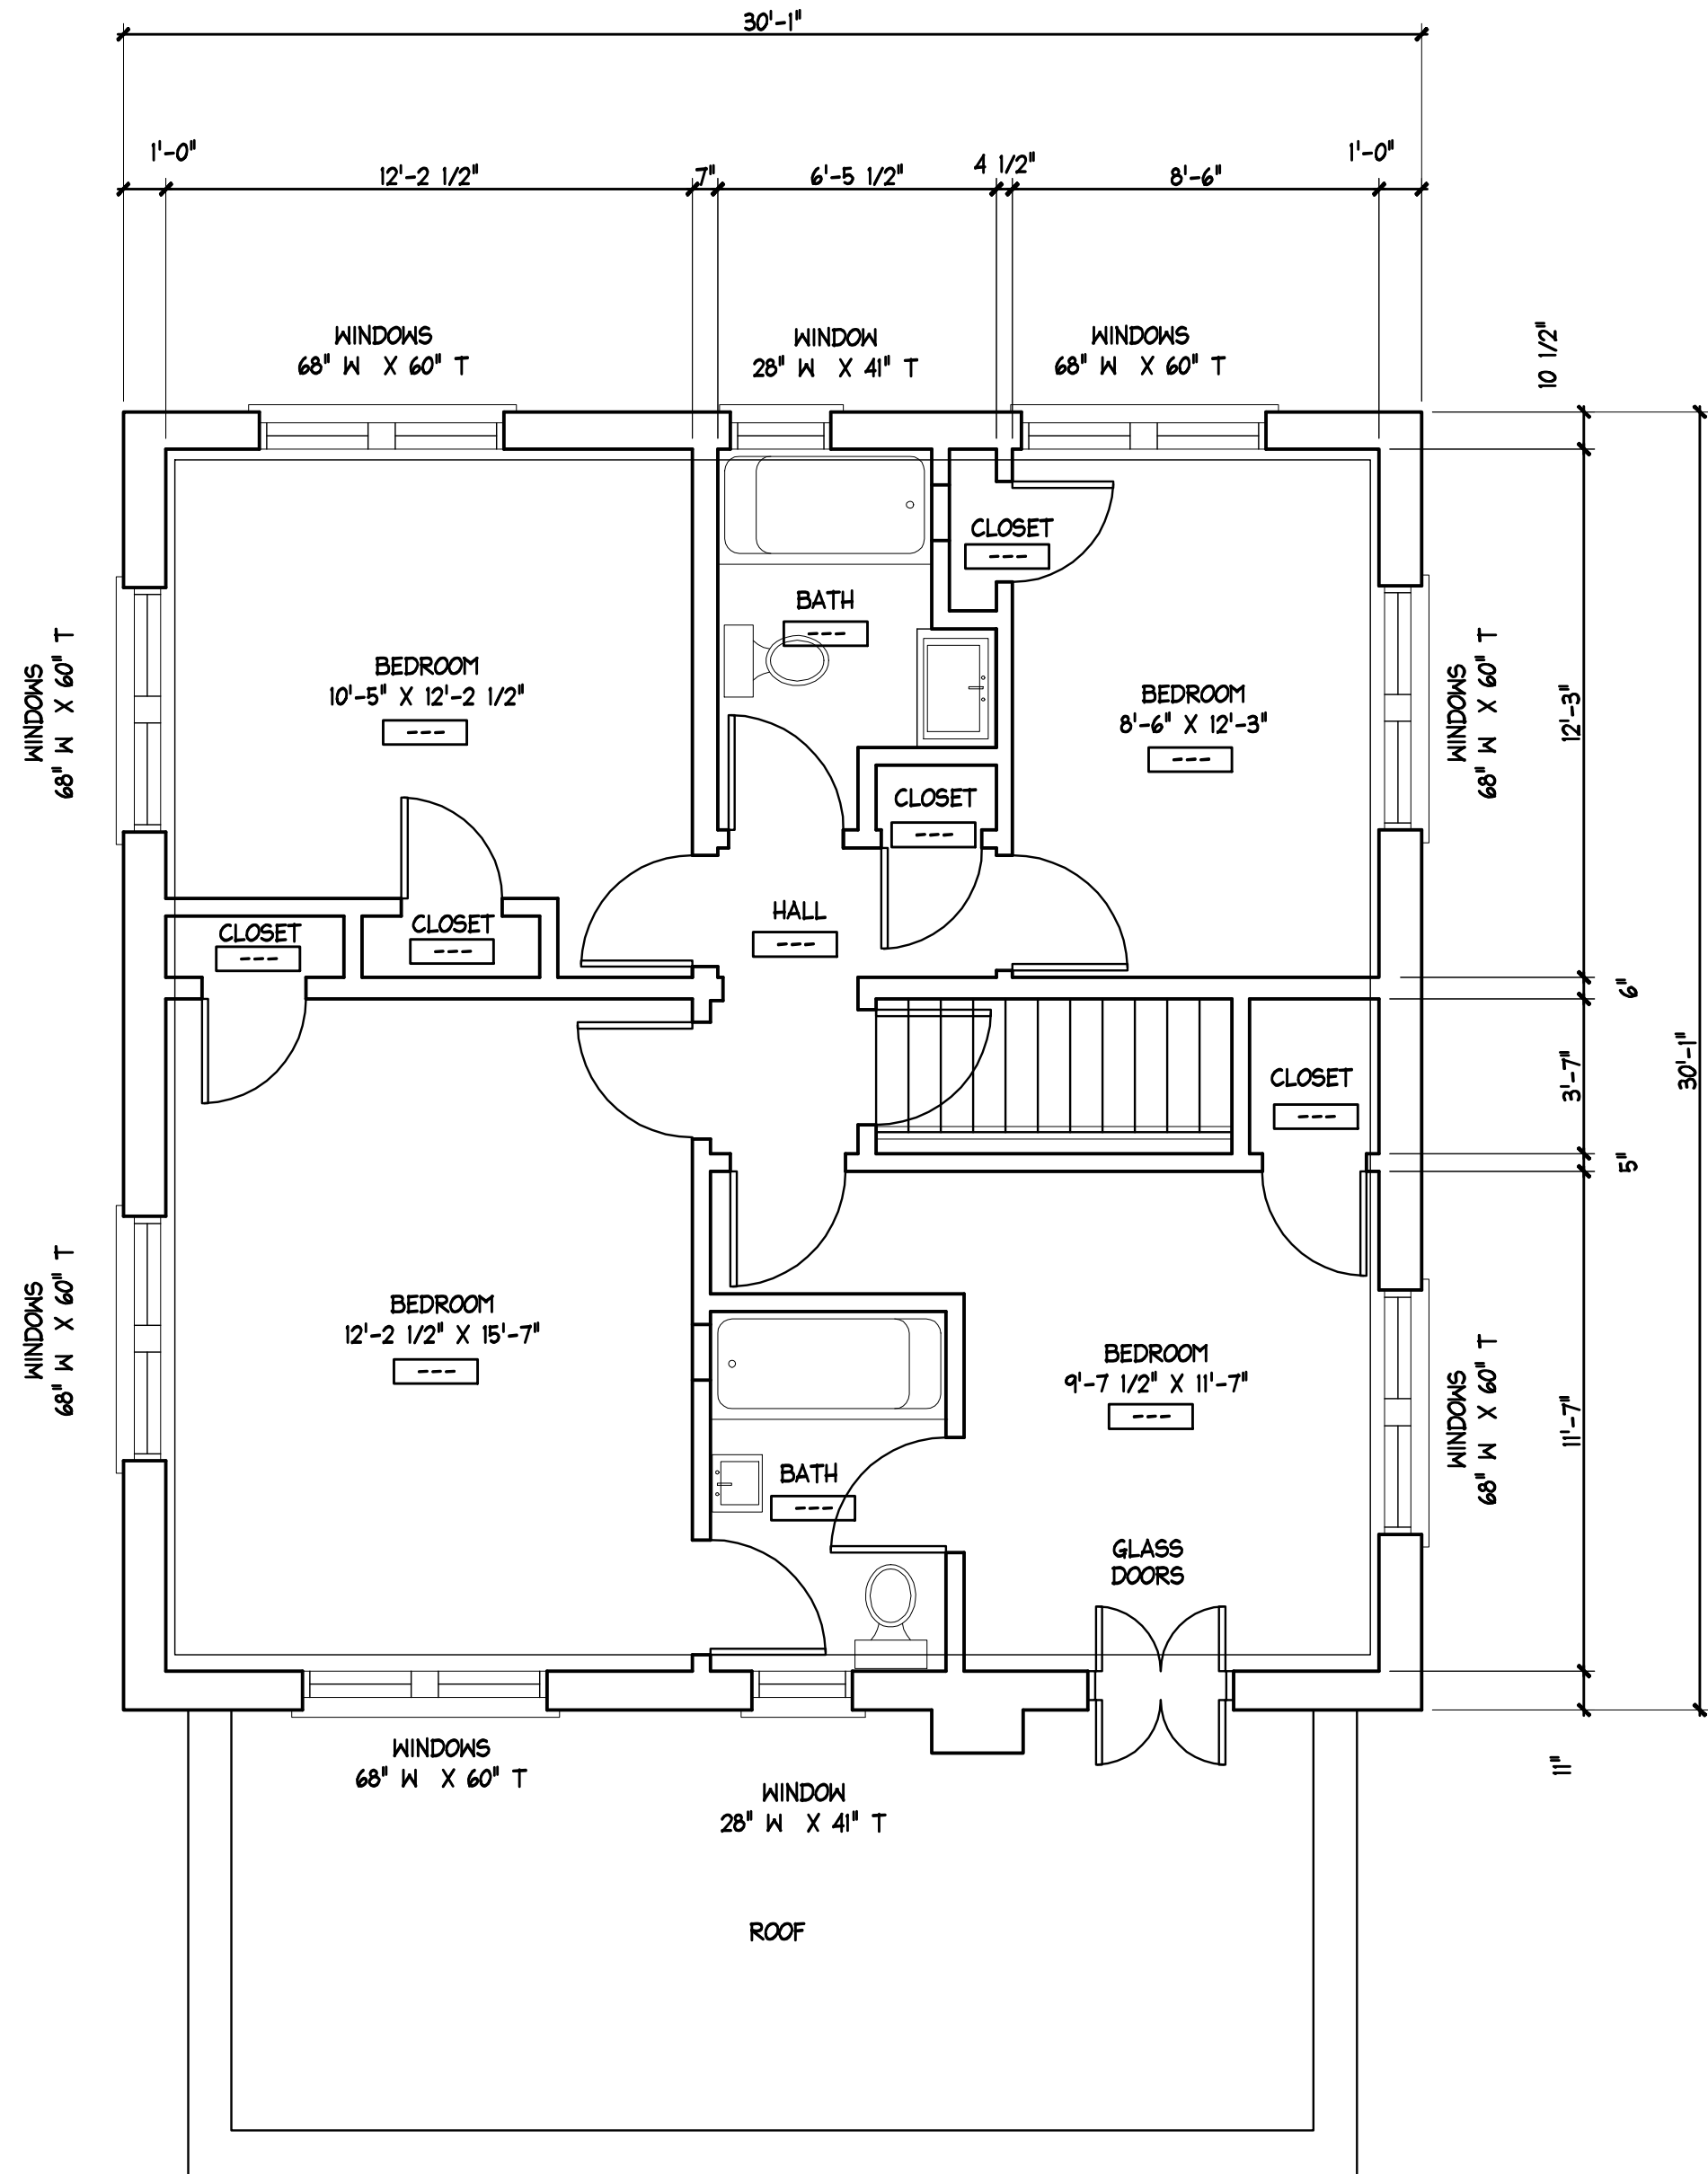 30'-1"
1'-0"
12'-2 1/2"
7"
6'-5 1/2"
4 1/2"
8'-6"
1'-0"
WINDOWS
68" W X 60" T
WINDOW
28" W X 41" T
WINDOWS
68" W X 60" T
10 1/2"
CLOSET
---
BATH
---
WINDOWS
68" W X 60" T
BEDROOM
10'-5" X 12'-2 1/2"
---
BEDROOM
8'-6" X 12'-3"
---
WINDOWS
68" W X 60" T
12'-3"
CLOSET
---
HALL
---
CLOSET
---
CLOSET
---
6"
30'-1"
3'-7"
CLOSET
---
5"
WINDOWS
68" W X 60" T
BEDROOM
12'-2 1/2" X 15'-7"
---
BEDROOM
9'-7 1/2" X 11'-7"
---
WINDOWS
68" W X 60" T
11'-7"
BATH
---
GLASS
DOORS
WINDOWS
68" W X 60" T
WINDOW
28" W X 41" T
11"
ROOF